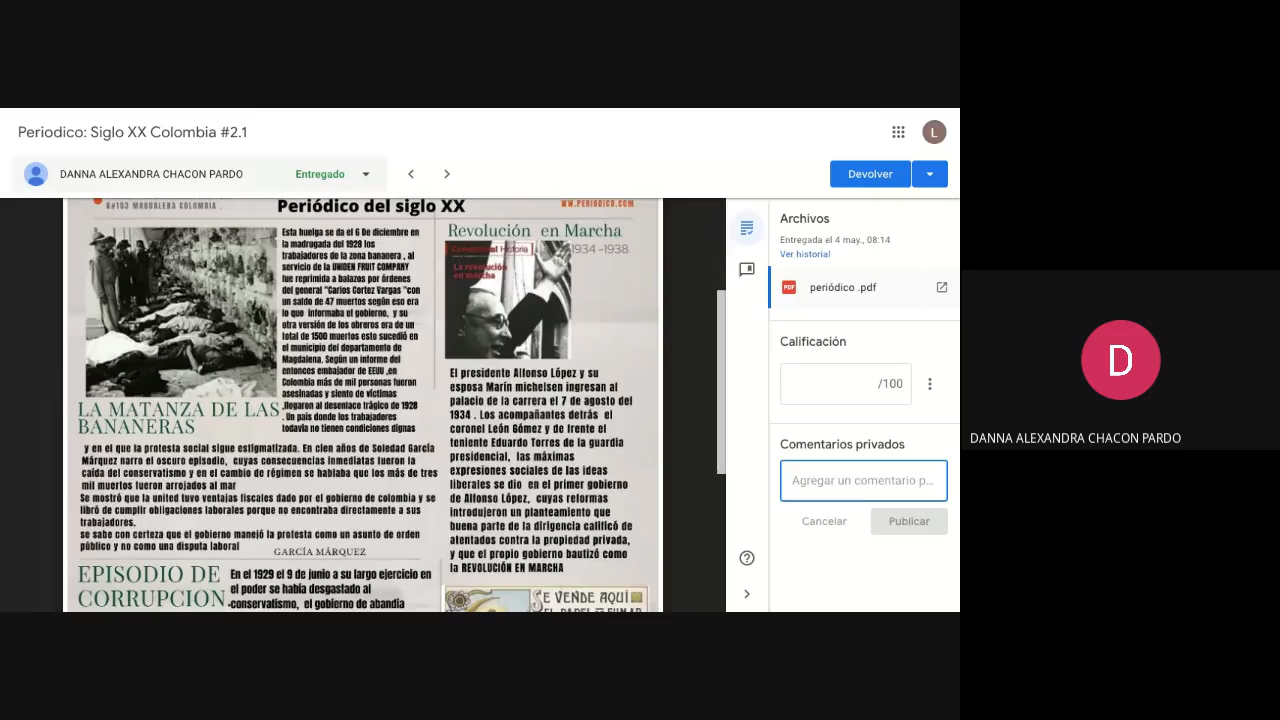 Periodico: Siglo XX Colombia #2.1
L
DANNA ALEXANDRA CHACON PARDO
Entregado
Devolver
U#153 MAGDALENA COLOMBIA .
Periódico del siglo XX
WW.PERIODICO.COM
Esta huelga se da el 6 De diciembre en
la madrugada del 1928 los
trabajadores de la zona bananera , al
servicio de la UNIDEN FRUIT COMPANY
fue reprimida a balazos por órdenes
del general "Carlos Cortez Vargas "con
un saldo de 47 muertos según eso era
lo que informaba el gobierno, y su
otra versión de los obreros era de un
total de 1500 muertos esto sucedió en
el municipio del departamento de
Magdalena. Según un informe del
entonces embajador de EEUU ,en
Colombia más de mil personas fueron
asesinadas y siento de víctimas
,llegaron al desenlace trágico de 1928
. Un país donde los trabajadores
todavía no tienen condiciones dignas
LA MATANZA DE LAS
BANANERAS
y en el que la protesta social sigue estigmatizada. En cien años de Soledad García
Márquez narro el oscuro episodio, cuyas consecuencias inmediatas fueron la
caída del conservatismo y en el cambio de régimen se hablaba que los más de tres
mil muertos fueron arrojados al mar
Se mostró que la united tuvo ventajas fiscales dado por el gobierno de colombia y se
libró de cumplir obligaciones laborales porque no encontraba directamente a sus
trabajadores.
se sabe con certeza que el gobierno manejó la protesta como un asunto de orden
público y no como una disputa laboral
GARCÍA MÁRQUEZ
EPISODIO DE
CORRUPCION
En el 1929 el 9 de junio a su largo ejercicio en
el poder se había desgastado al
conservatismo, el gobierno de abandía
Revolución en Marcha
Historia
1934 -1938
La revolución
en marcha
El presidente Alfonso López y su
esposa Marín michelsen ingresan al
palacio de la carrera el 7 de agosto del
1934 . Los acompañantes detrás el
coronel León Gómez y de frente el
teniente Eduardo Torres de la guardia
presidencial, las máximas
expresiones sociales de las ideas
liberales se dio en el primer gobierno
de Alfonso López, cuyas reformas
introdujeron un planteamiento que
buena parte de la dirigencia calificó de
atentados contra la propiedad privada,
y que el propio gobierno bautizó como
la REVOLUCIÓN EN MARCHA
SE VENDE AQUÍ
EL PAPEL DE FUMAR
Archivos
Entregada el 4 may., 08:14
Ver historial
PDF
periódico .pdf
Calificación
/100
Comentarios privados
Agregar un comentario p...
Cancelar
Publicar
D
DANNA ALEXANDRA CHACON PARDO